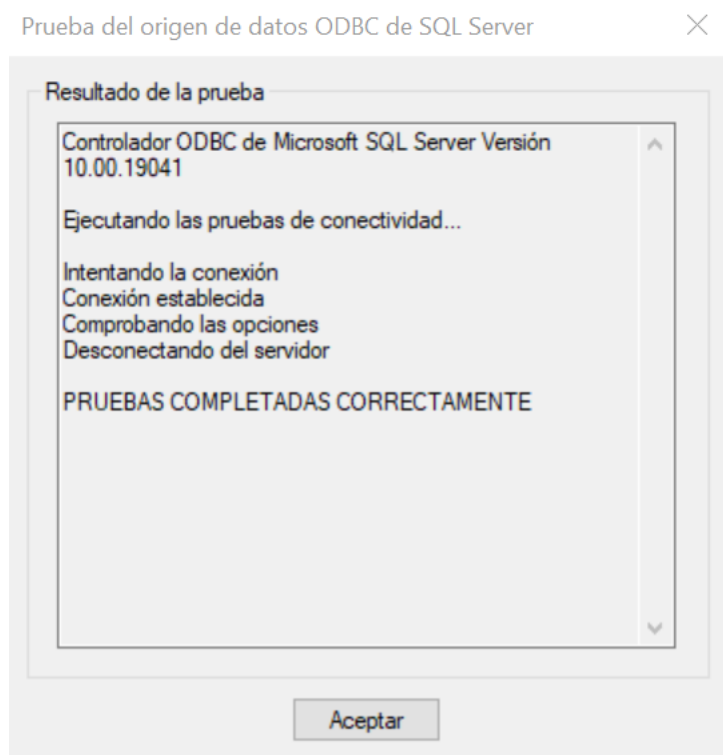 Prueba del origen de datos ODBC de SQL Server
Resultado de la prueba
Controlador ODBC de Microsoft SQL Server Versión
10.00.19041
Ejecutando las pruebas de conectividad...
Intentando la conexión
Conexión establecida
Comprobando las opciones
Desconectando del servidor
PRUEBAS COMPLETADAS CORRECTAMENTE
Aceptar